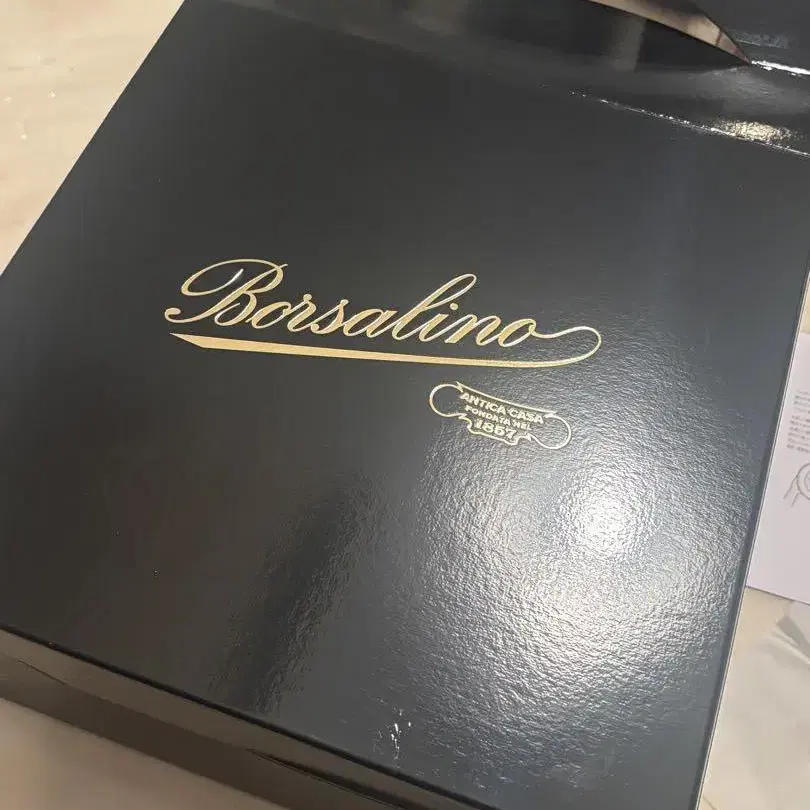 Borsalino
ANTICA CASA
FONDATA NEL
1857